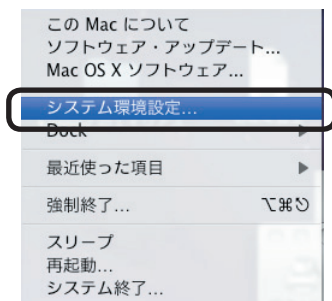 この Mac について
ソフトウェア・アップデート...
Mac OS X ソフトウェア...
システム環境設定...
Dock ▶
最近使った項目 ▶
強制終了... ⌥⌘⎋
スリープ
再起動...
システム終了...